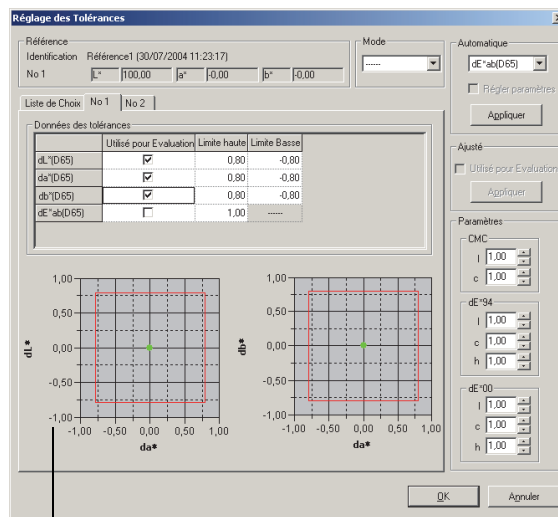 Réglage des Tolérances
Référence
Identification Référence1 (30/07/2004 11:23:17)
No 1 L* 100,00 a* -0,00 b* -0,00
Mode
------
Automatique
dE*ab(D65)
Régler paramètres
Appliquer
Liste de Choix No 1 No 2
Données des tolérances
Utilisé pour Evaluation Limite haute Limite Basse
dL*(D65) 0,80 -0,80
da*(D65) 0,80 -0,80
db*(D65) 0,80 -0,80
dE*ab(D65) 1,00 ------
Ajusté
Utilisé pour Evaluation
Appliquer
Paramètres
CMC
l 1,00
c 1,00
dE*94
l 1,00
c 1,00
h 1,00
dE*00
l 1,00
c 1,00
h 1,00
1,00
0,50
0,00
-0,50
-1,00
dL*
-1,00 -0,50 0,00 0,50 1,00
da*
1,00
0,50
0,00
-0,50
-1,00
db*
-1,00 -0,50 0,00 0,50 1,00
da*
OK Annuler